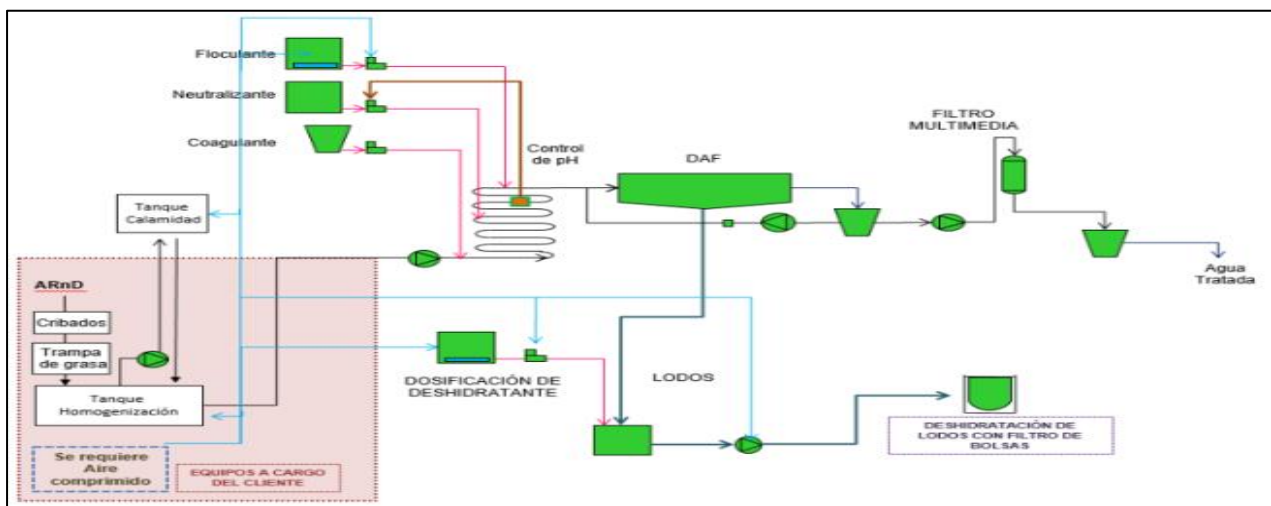 Floculante
Neutralizante
Coagulante
Control
de pH
DAF
FILTRO
MULTIMEDIA
Agua
Tratada
Tanque
Calamidad
ARnD
Cribados
Trampa
de grasa
Tanque
Homogenización
Se requiere
Aire
comprimido
EQUIPOS A CARGO
DEL CLIENTE
DOSIFICACIÓN DE
DESHIDRATANTE
LODOS
DESHIDRATACIÓN DE
LODOS CON FILTRO DE
BOLSAS